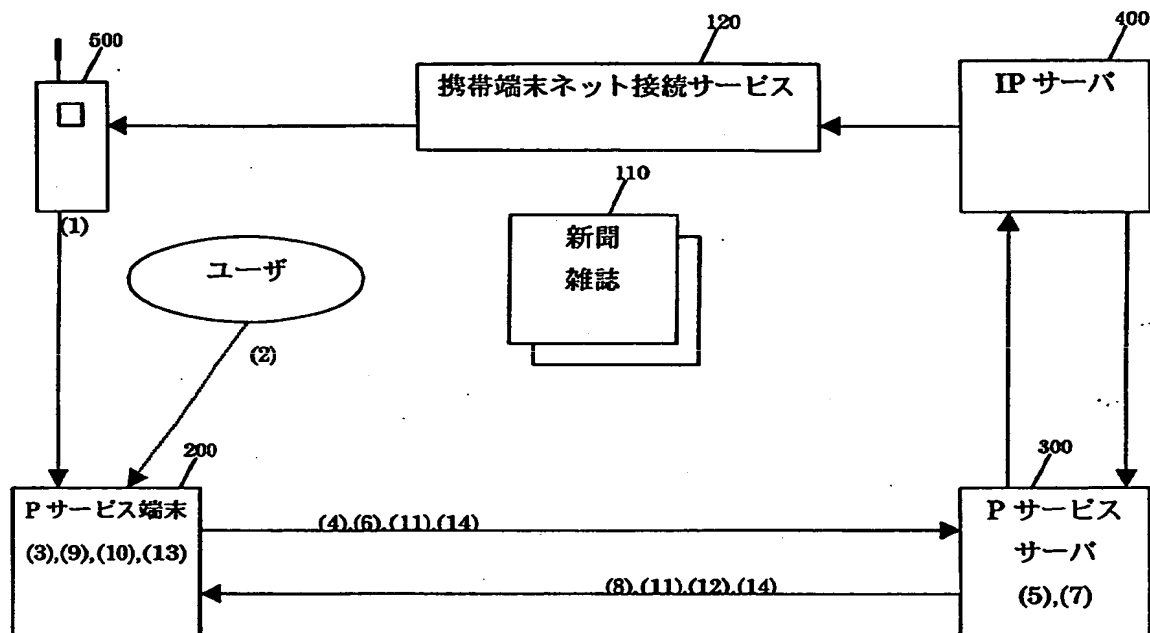 500
120
400
携帯端末ネット接続サービス
IP サーバ
110
(1)
新聞
雑誌
ユーザ
(2)
200
300
P サービス端末
(3),(9),(10),(13)
(4),(6),(11),(14)
P サービス
サーバ
(5),(7)
(8),(11),(12),(14)